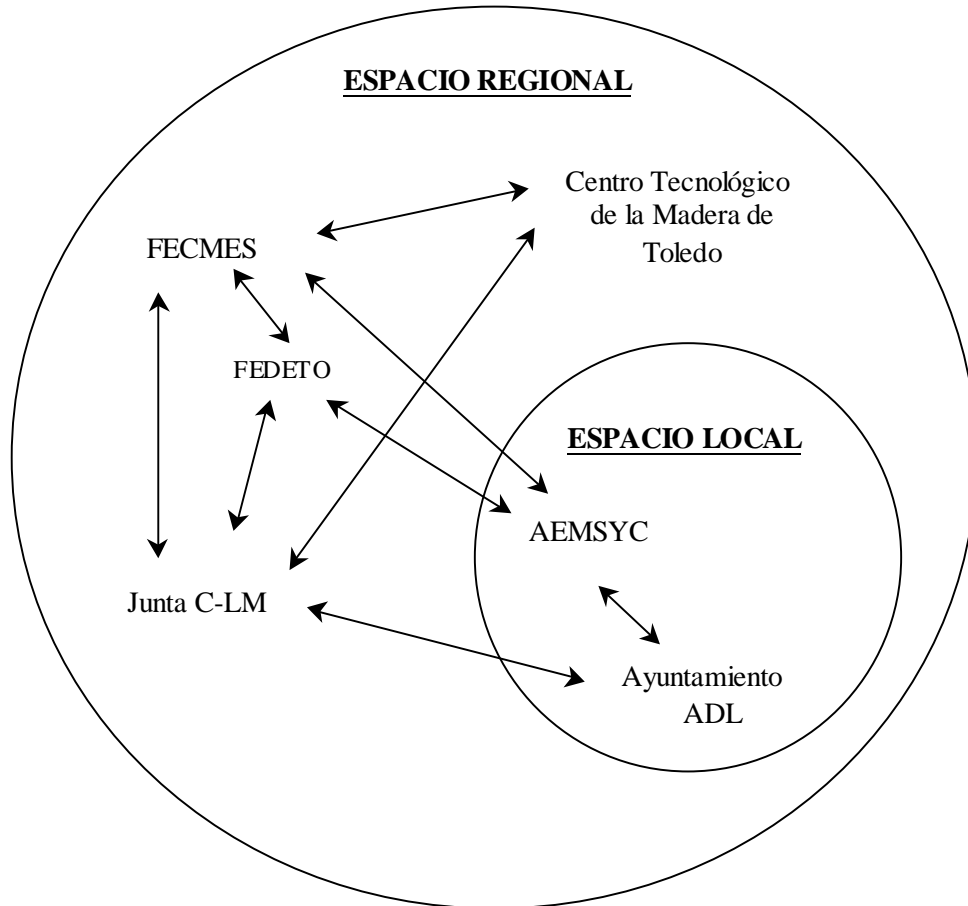 ESPACIO REGIONAL
Centro Tecnológico
de la Madera de
Toledo
FECMES
FEDETO
ESPACIO LOCAL
AEMSYC
Junta C-LM
Ayuntamiento
ADL